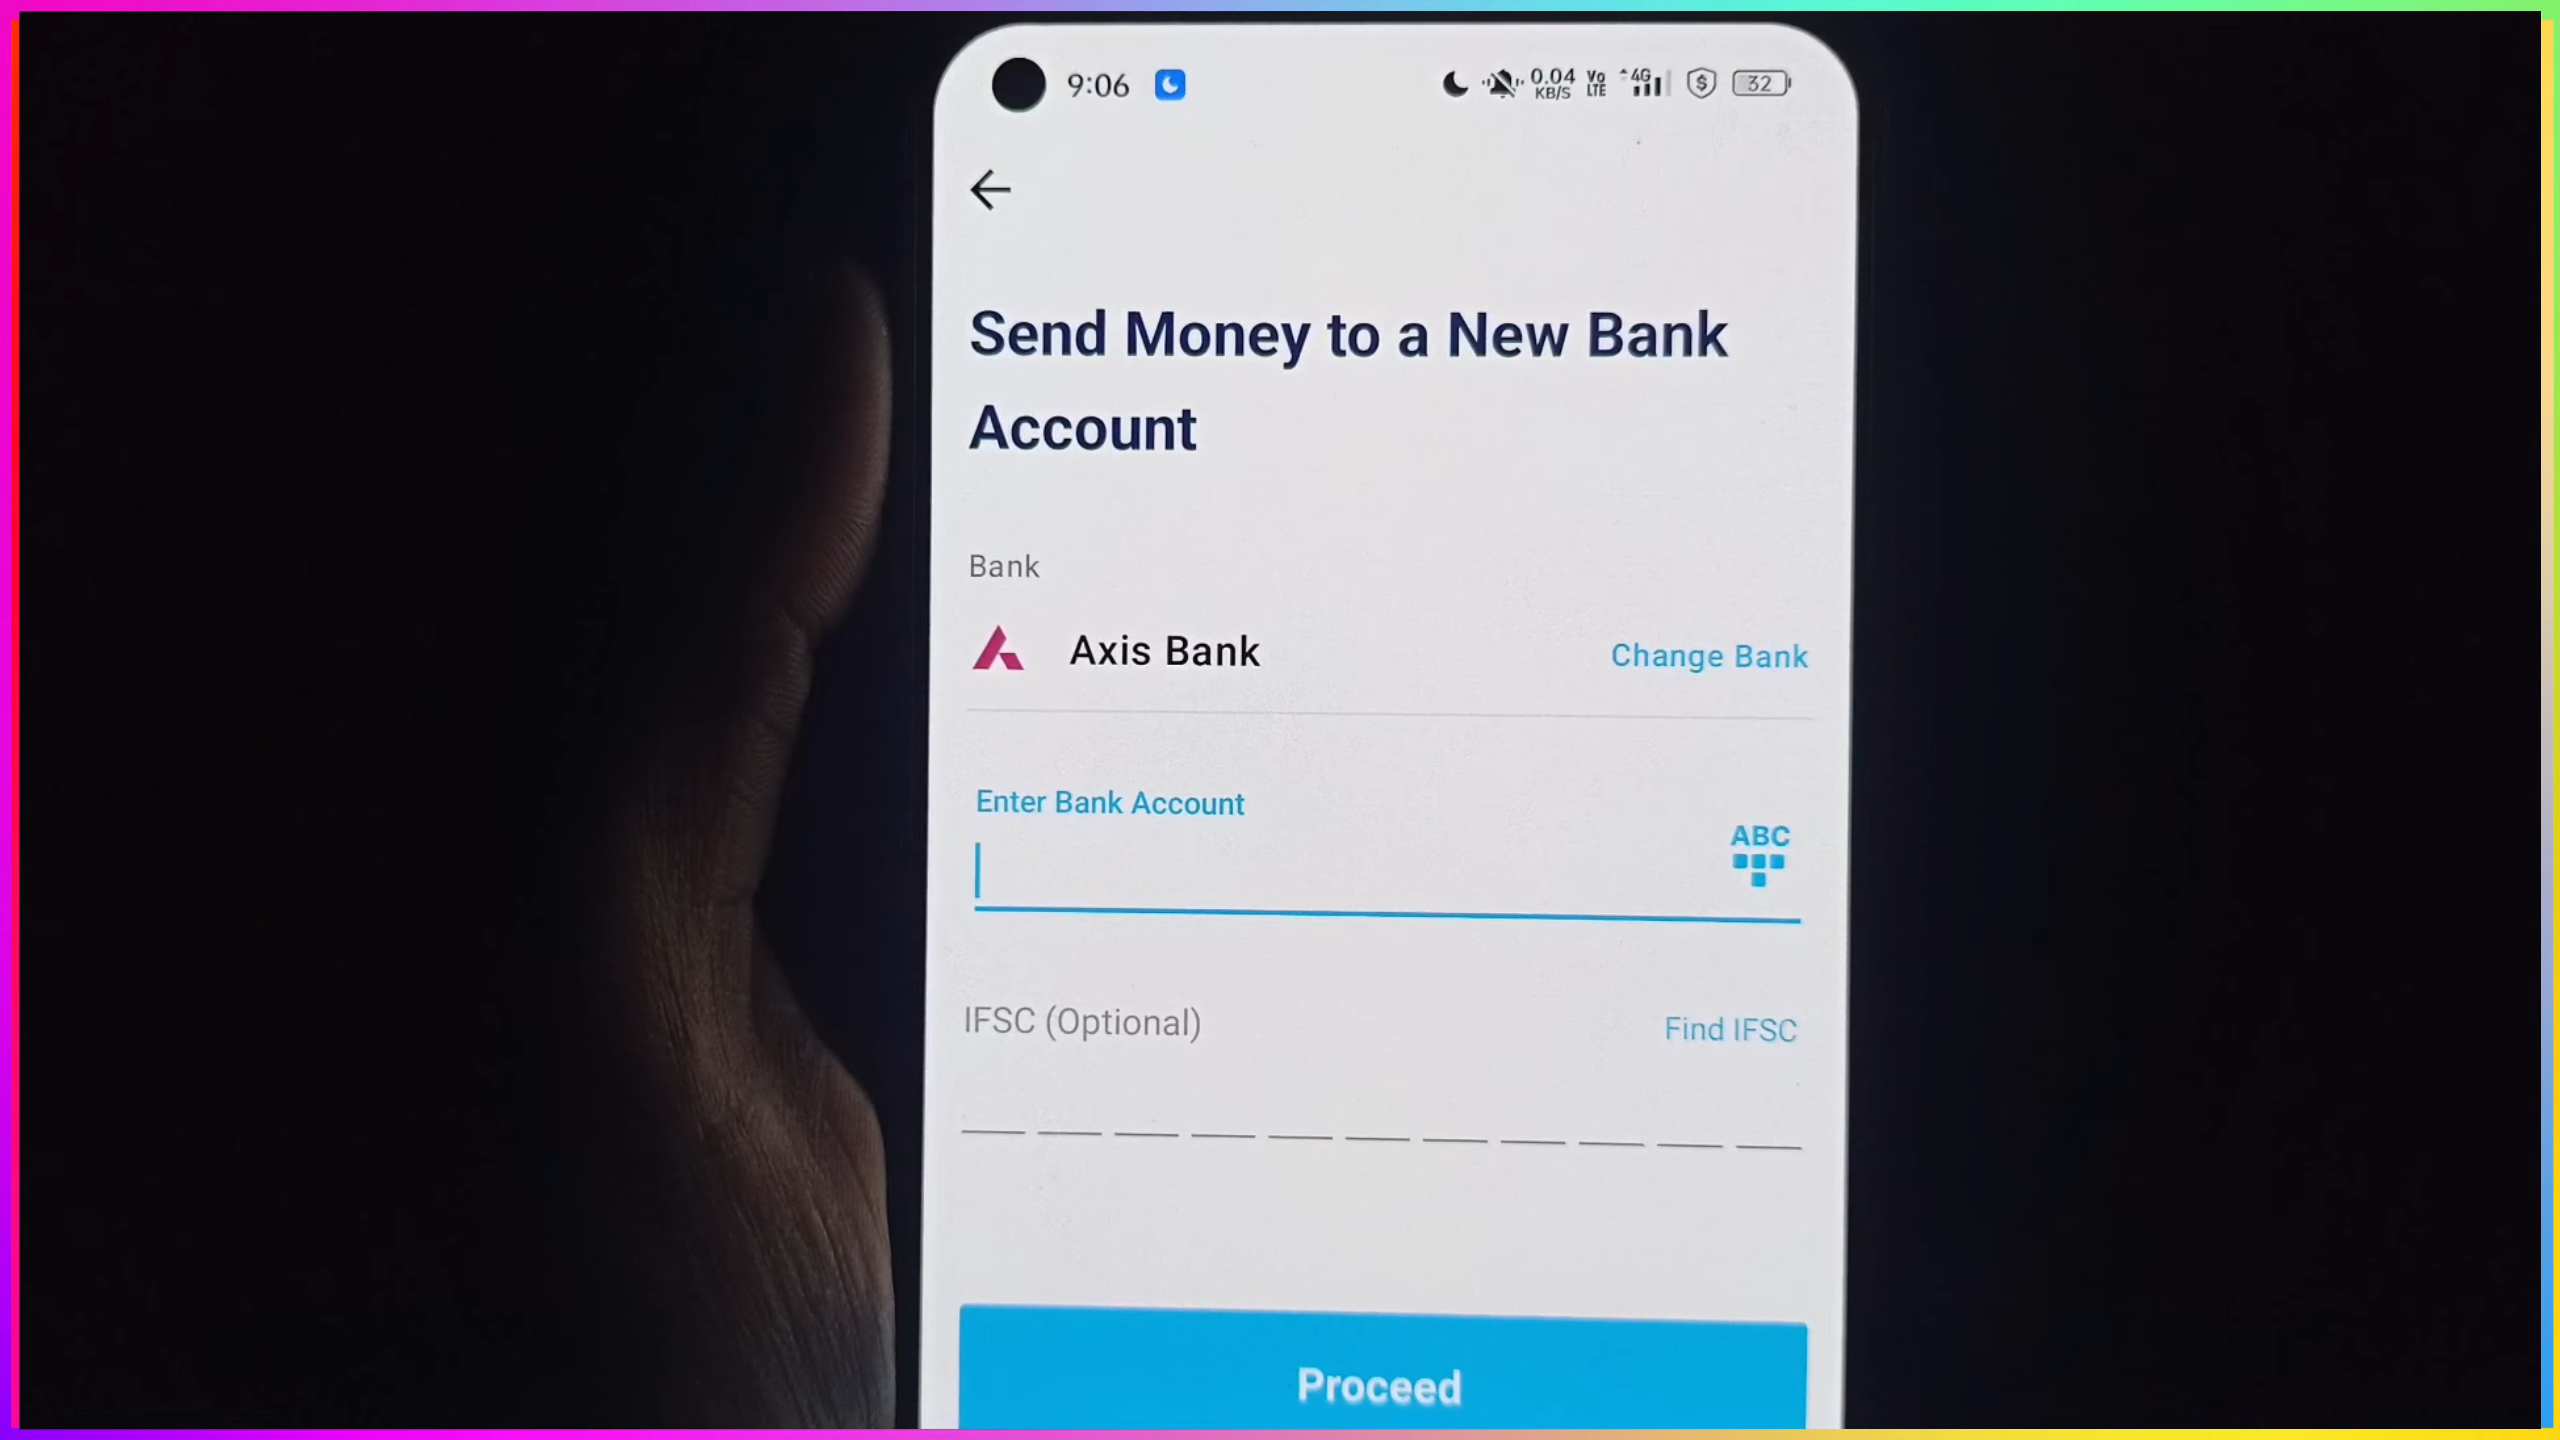 9:06
0.04
KB/S
Vo
LTE
4G
$
32
Send Money to a New Bank
Account
Bank
Axis Bank
Change Bank
Enter Bank Account
ABC
IFSC (Optional)
Find IFSC
Proceed